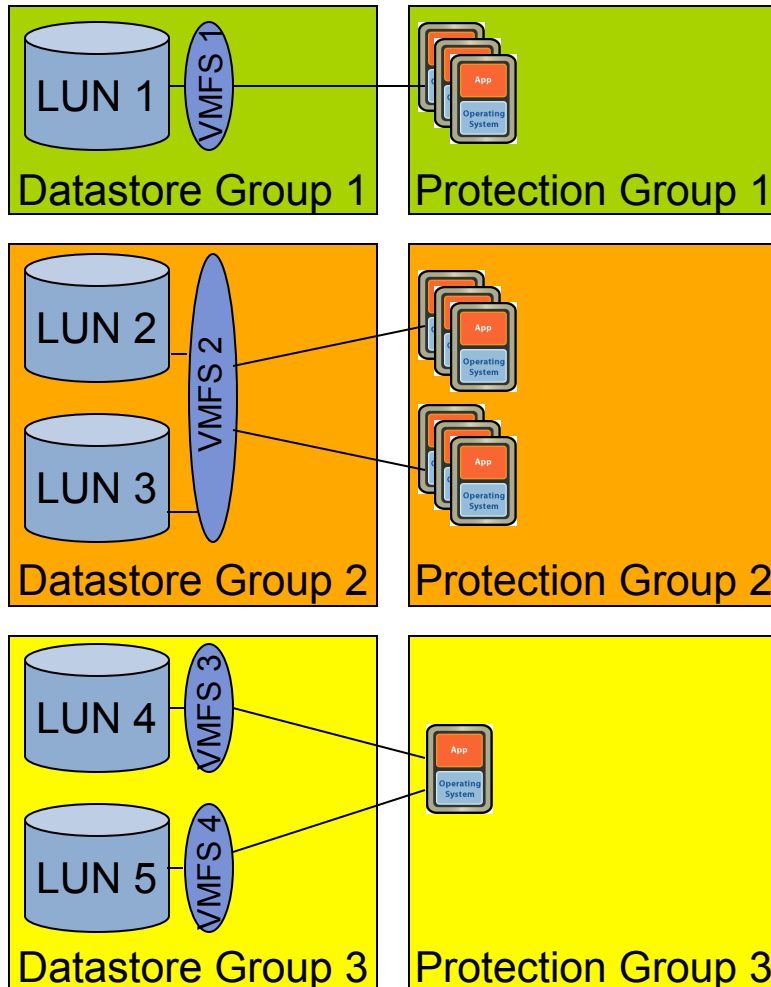 LUN 1
VMFS 1
App
Operating
System
Datastore Group 1
Protection Group 1
LUN 2
VMFS 2
LUN 3
App
Operating
System
App
Operating
System
Datastore Group 2
Protection Group 2
LUN 4
VMFS 3
LUN 5
VMFS 4
App
Operating
System
Datastore Group 3
Protection Group 3